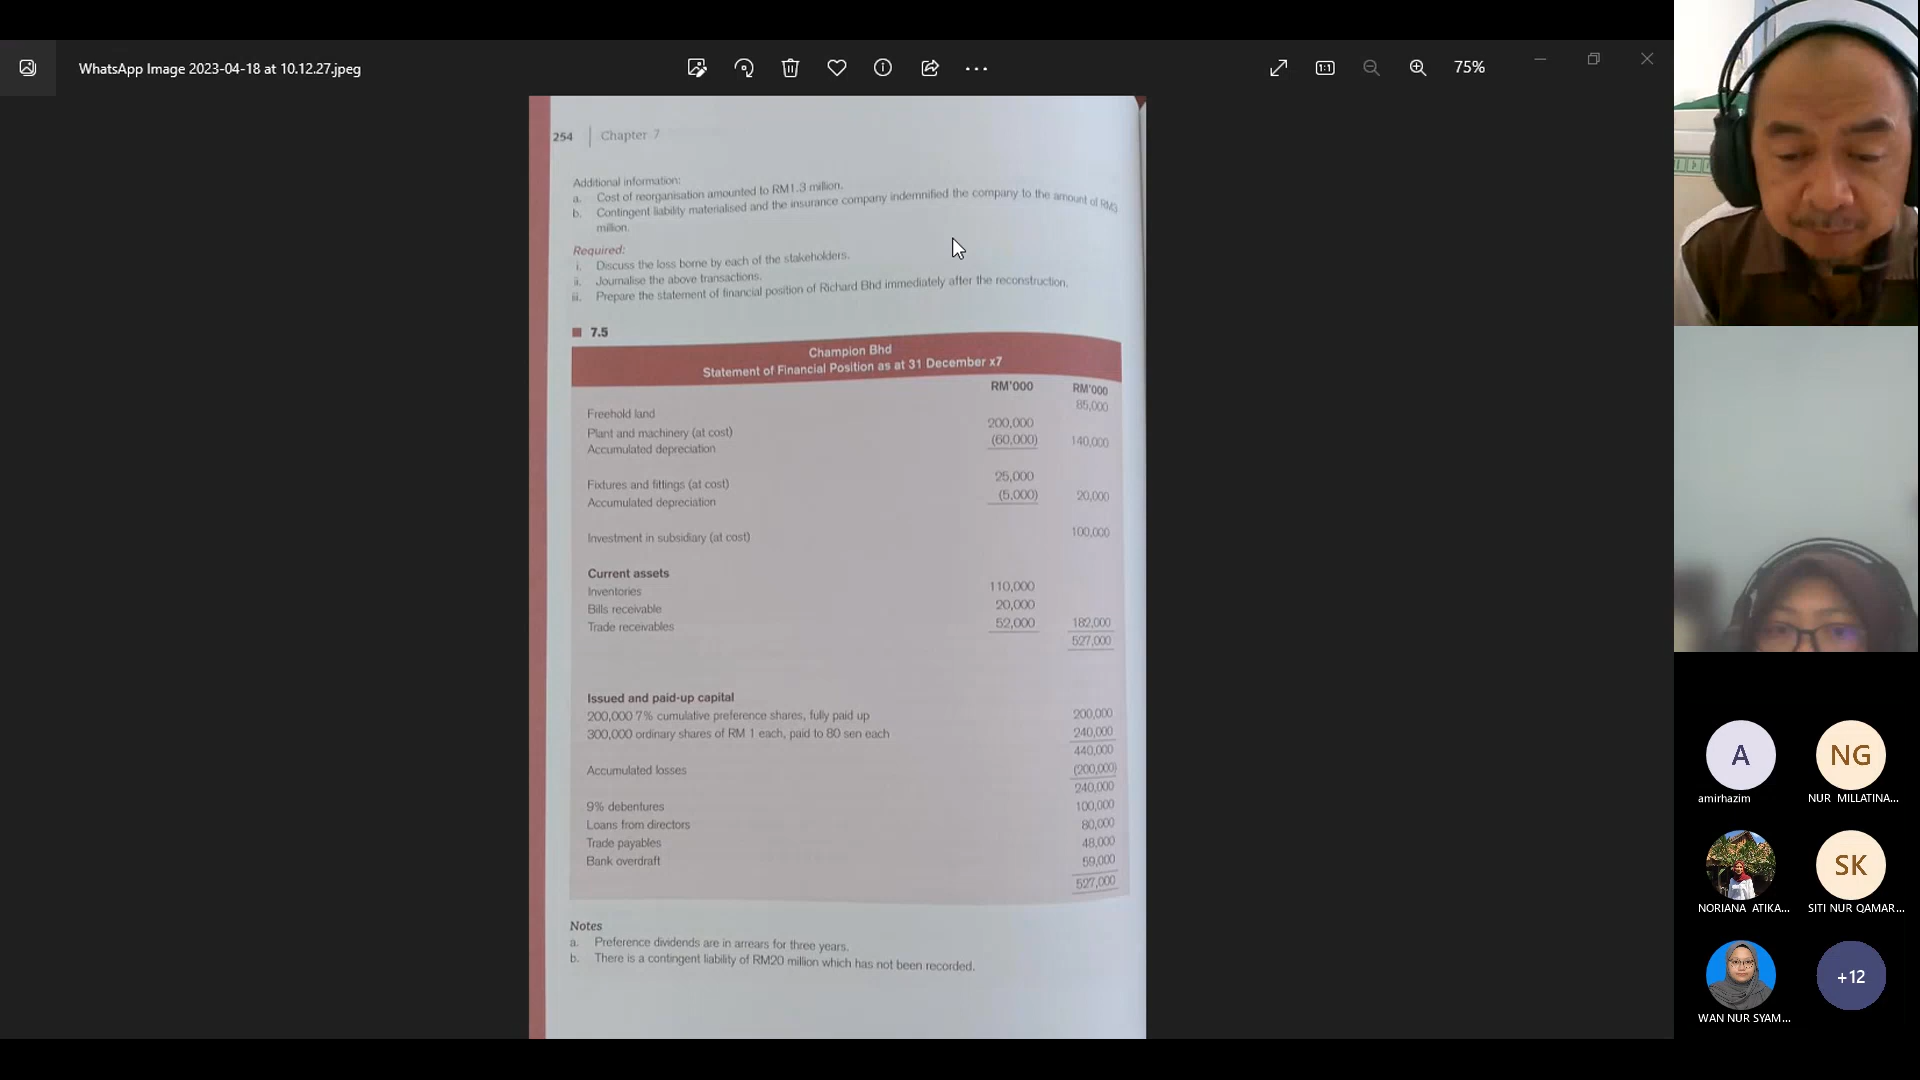 WhatsApp Image 2023-04-18 at 10.12.27.jpeg
1:1
75%
254 | Chapter 7
Additional information:
a. Cost of reorganisation amounted to RM1.3 million.
b. Contingent liability materialised and the insurance company indemnified the company to the amount of
million.
Required:
i. Discuss the loss borne by each of the stakeholders.
ii. Journalise the above transactions.
iii. Prepare the statement of financial position of Richard Bhd immediately after the reconstruction.
7.5
Champion Bhd
Statement of Financial Position as at 31 December x7
RM'000 RM'000
Freehold land 85,000
Plant and machinery (at cost) 200,000
Accumulated depreciation (60,000) 140,000
Fixtures and fittings (at cost) 25,000
Accumulated depreciation (5,000) 20,000
Investment in subsidiary (at cost) 100,000
Current assets
Inventories 110,000
Bills receivable 20,000
Trade receivables 52,000 182,000
527,000
Issued and paid-up capital
200,000 7% cumulative preference shares, fully paid up 200,000
300,000 ordinary shares of RM 1 each, paid to 80 sen each 240,000
440,000
Accumulated losses (200,000)
240,000
9% debentures 100,000
Loans from directors 80,000
Trade payables 48,000
Bank overdraft 59,000
527,000
Notes
a. Preference dividends are in arrears for three years.
b. There is a contingent liability of RM20 million which has not been recorded.
A
amirhazim
NG
NUR MILLATINA...
NORIANA ATIKA...
SK
SITI NUR QAMAR...
WAN NUR SYAM...
+12